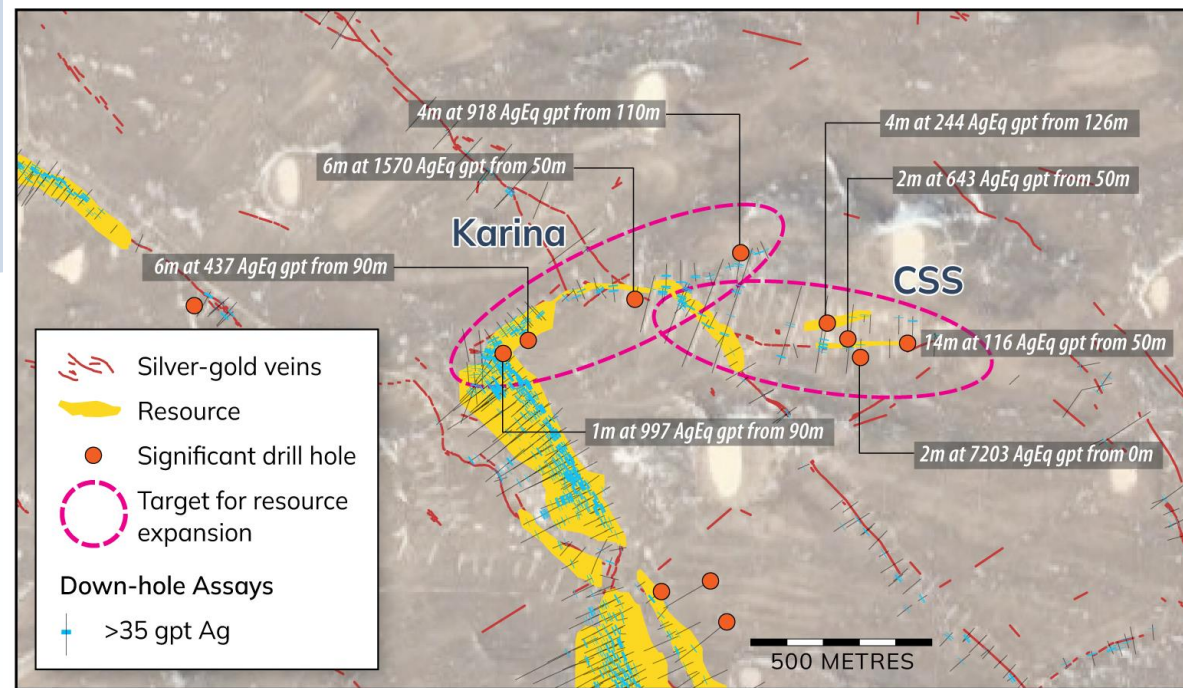 4m at 918 AgEq gpt from 110m
4m at 244 AgEq gpt from 126m
6m at 1570 AgEq gpt from 50m
2m at 643 AgEq gpt from 50m
Karina
6m at 437 AgEq gpt from 90m
CSS
14m at 116 AgEq gpt from 50m
1m at 997 AgEq gpt from 90m
2m at 7203 AgEq gpt from 0m
Silver-gold veins
Resource
Significant drill hole
Target for resource
expansion
Down-hole Assays
>35 gpt Ag
500 METRES